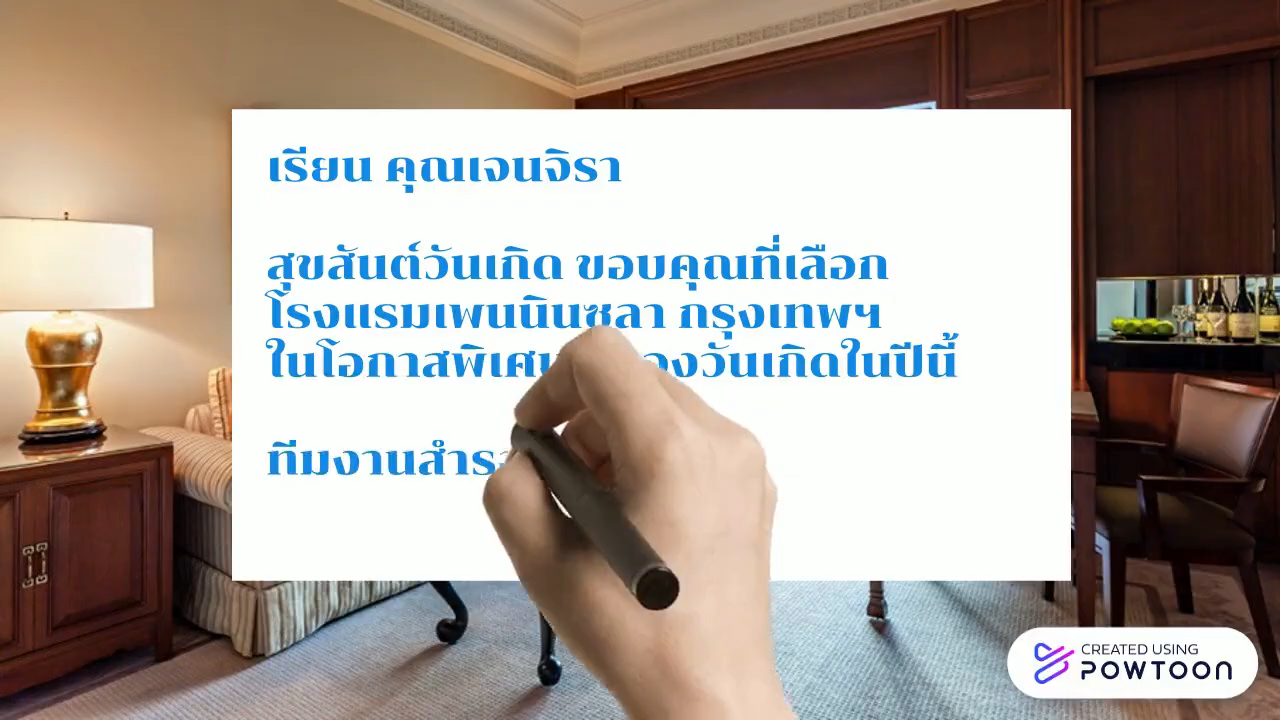 เรียน คุณเจนจิรา
สุขสันต์วันเกิด ขอบคุณที่เลือก
โรงแรมเพนนินซูลา กรุงเทพฯ
ในโอกาสพิเศษ วันเกิดในปีนี้
ทีมงาน
CREATED USING
POWTOON